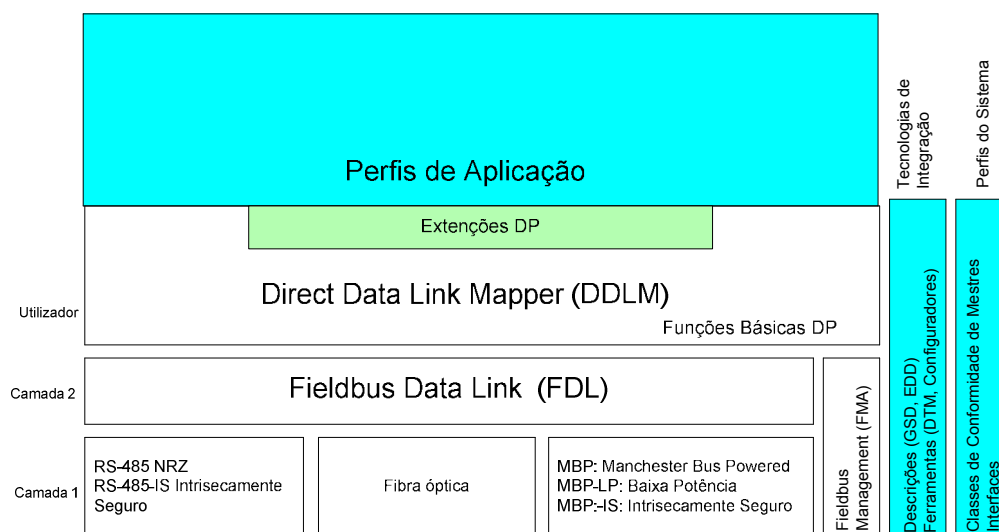 Perfis de Aplicação
Extenções DP
Direct Data Link Mapper (DDLM)
Funções Básicas DP
Utilizador
Camada 2
Fieldbus Data Link (FDL)
Camada 1
RS-485 NRZ
RS-485-IS Intrisecamente
Seguro
Fibra óptica
MBP: Manchester Bus Powered
MBP-LP: Baixa Potência
MBP:-IS: Intrisecamente Seguro
Fieldbus
Management (FMA)
Tecnologias de
Integração
Descrições (GSD, EDD)
Ferramentas (DTM, Configuradores)
Perfis do Sistema
Classes de Conformidade de Mestres
Interfaces